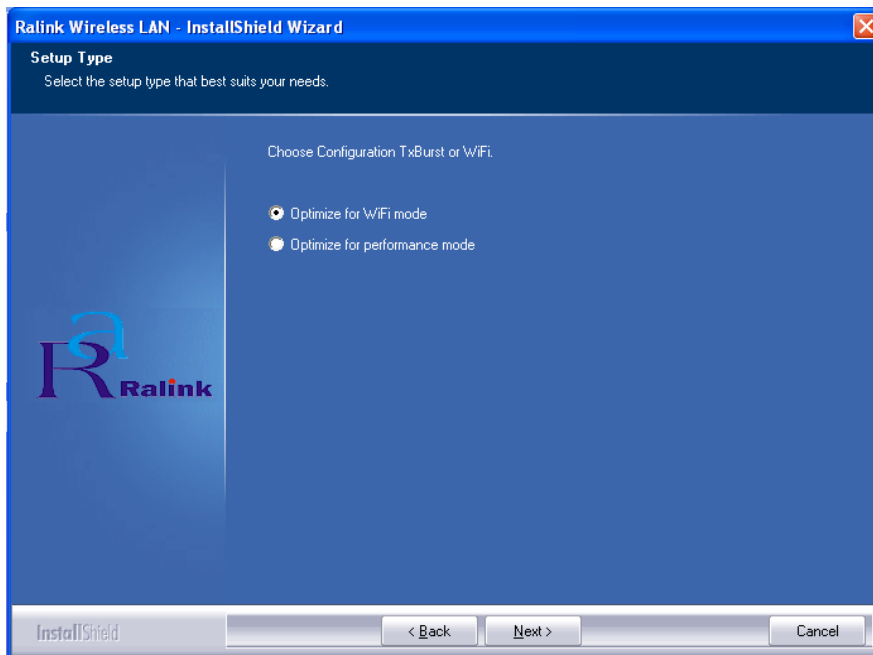 Ralink Wireless LAN - InstallShield Wizard
Setup Type
Select the setup type that best suits your needs.
Choose Configuration TxBurst or WiFi.
Optimize for WiFi mode
Optimize for performance mode
Ra
Ralink
InstallShield
< Back
Next >
Cancel